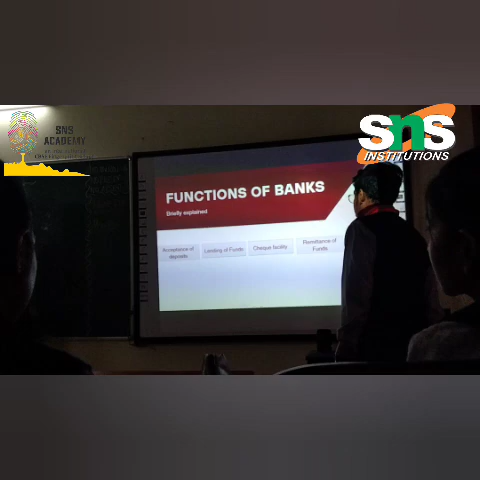 SNS
ACADEMY
SNS
INSTITUTIONS
FUNCTIONS OF BANKS
Briefly explained
Acceptance of
deposits
Lending of Funds
Cheque facility
Remittance of
Funds